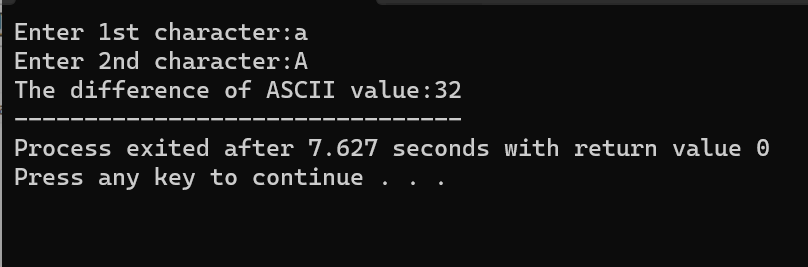 Enter 1st character:a
Enter 2nd character:A
The difference of ASCII value:32
--------------------------------
Process exited after 7.627 seconds with return value 0
Press any key to continue . . .